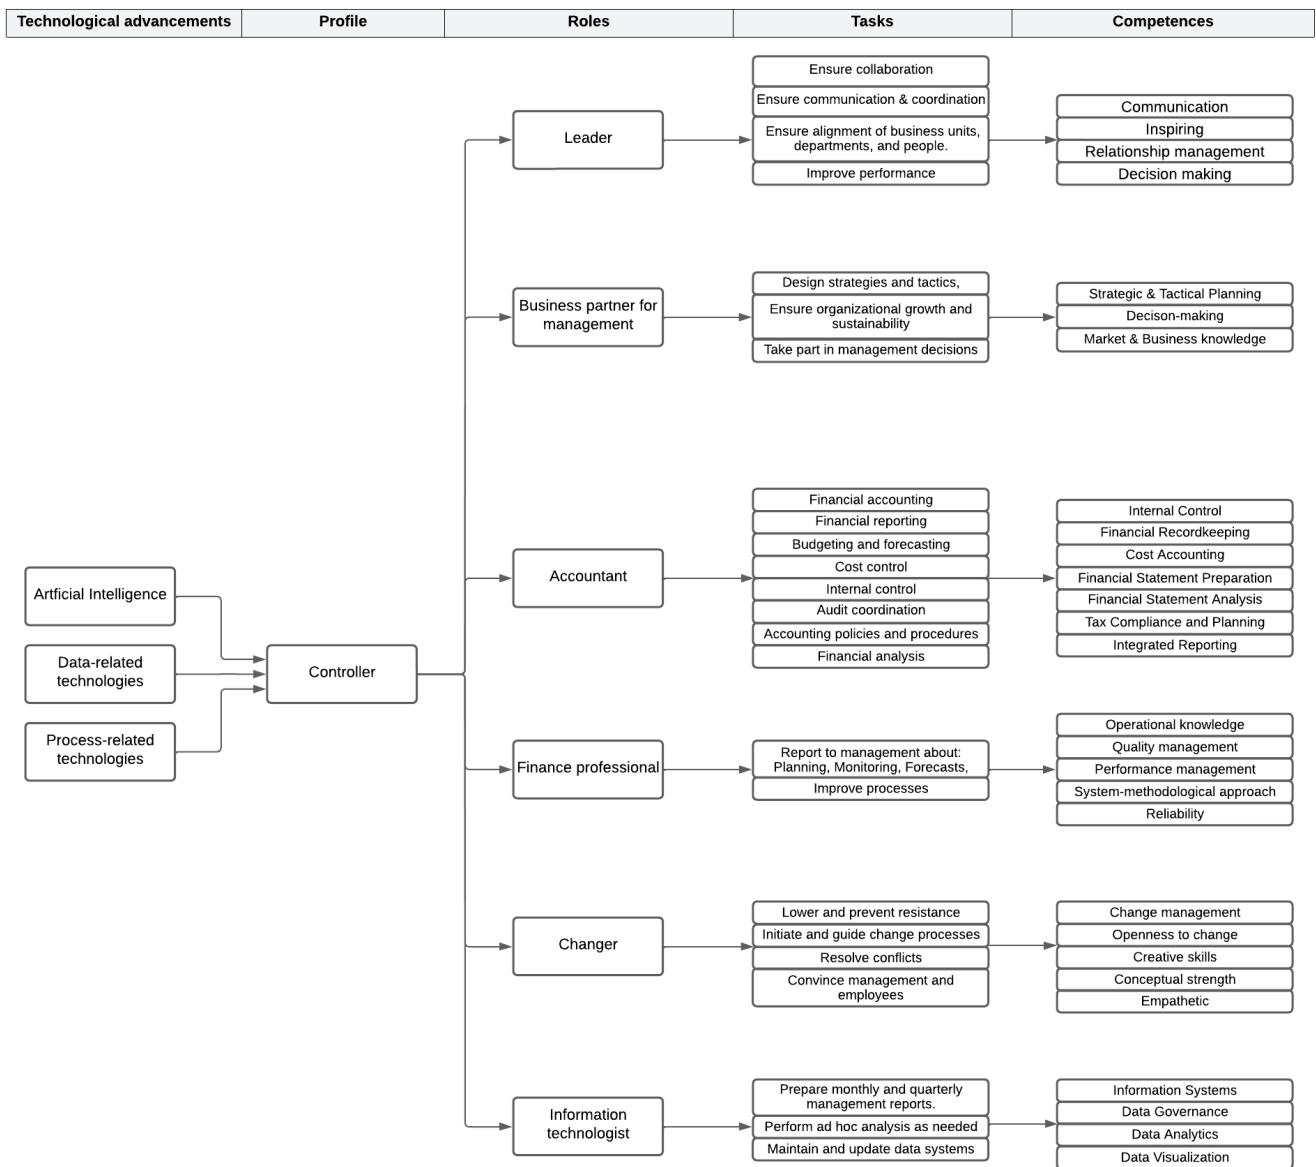 Technological advancements
Profile
Roles
Tasks
Competences
Artficial Intelligence
Data-related
technologies
Process-related
technologies
Controller
Leader
Ensure collaboration
Ensure communication & coordination
Ensure alignment of business units,
departments, and people.
Improve performance
Communication
Inspiring
Relationship management
Decision making
Business partner for
management
Design strategies and tactics,
Ensure organizational growth and
sustainability
Take part in management decisions
Strategic & Tactical Planning
Decison-making
Market & Business knowledge
Accountant
Financial accounting
Financial reporting
Budgeting and forecasting
Cost control
Internal control
Audit coordination
Accounting policies and procedures
Financial analysis
Internal Control
Financial Recordkeeping
Cost Accounting
Financial Statement Preparation
Financial Statement Analysis
Tax Compliance and Planning
Integrated Reporting
Finance professional
Report to management about:
Planning, Monitoring, Forecasts,
Improve processes
Operational knowledge
Quality management
Performance management
System-methodological approach
Reliability
Changer
Lower and prevent resistance
Initiate and guide change processes
Resolve conflicts
Convince management and
employees
Change management
Openness to change
Creative skills
Conceptual strength
Empathetic
Information
technologist
Prepare monthly and quarterly
management reports.
Perform ad hoc analysis as needed
Maintain and update data systems
Information Systems
Data Governance
Data Analytics
Data Visualization